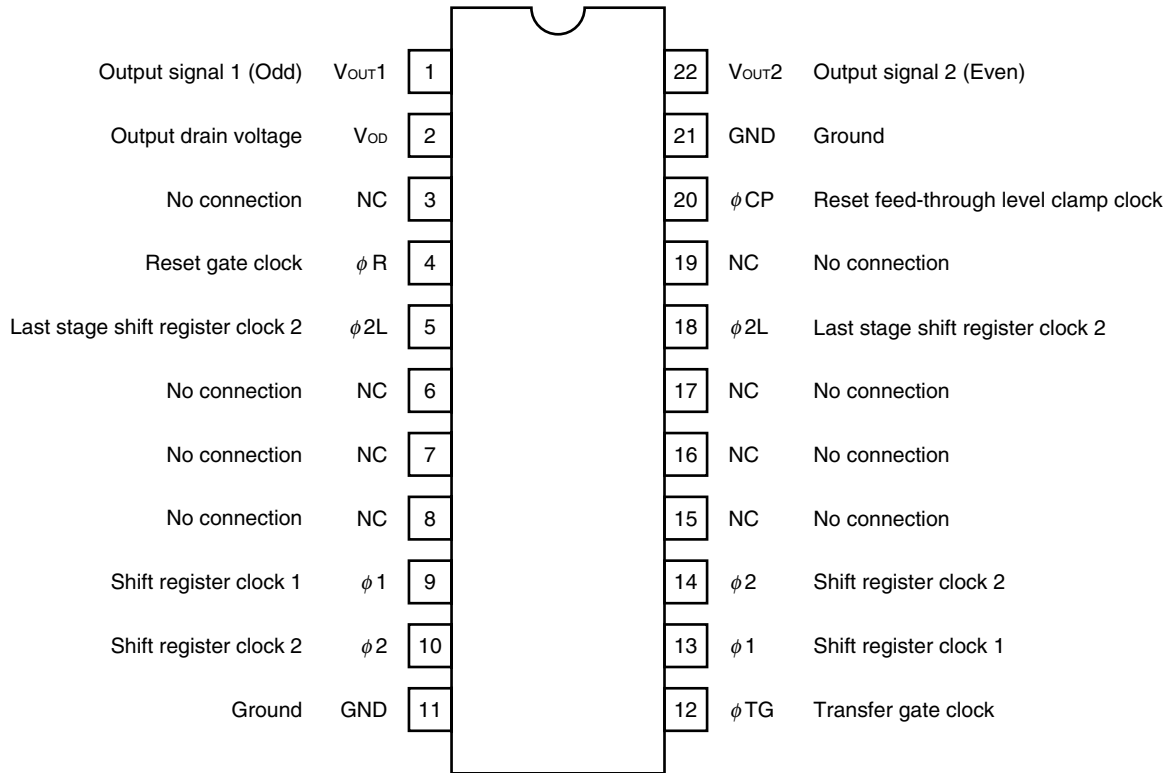 Output signal 1 (Odd) VOUT1 1 22 VOUT2 Output signal 2 (Even)
Output drain voltage VOD 2 21 GND Ground
No connection NC 3 20 ϕCP Reset feed-through level clamp clock
Reset gate clock ϕR 4 19 NC No connection
Last stage shift register clock 2 ϕ2L 5 18 ϕ2L Last stage shift register clock 2
No connection NC 6 17 NC No connection
No connection NC 7 16 NC No connection
No connection NC 8 15 NC No connection
Shift register clock 1 ϕ1 9 14 ϕ2 Shift register clock 2
Shift register clock 2 ϕ2 10 13 ϕ1 Shift register clock 1
Ground GND 11 12 ϕTG Transfer gate clock